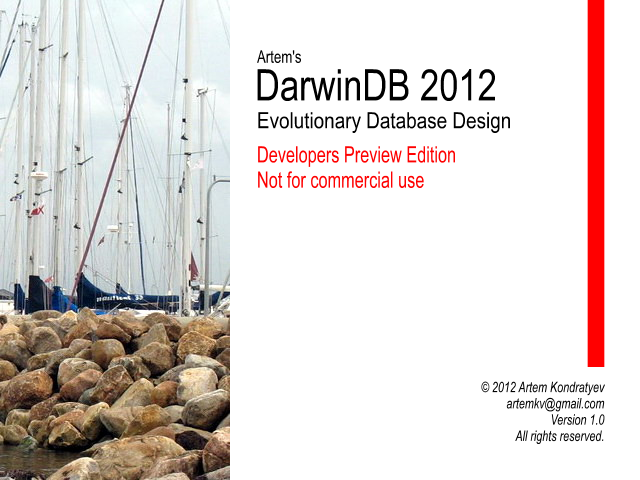 Artem's
DarwinDB 2012
Evolutionary Database Design
Developers Preview Edition
Not for commercial use
© 2012 Artem Kondratyev
artemkv@gmail.com
Version 1.0
All rights reserved.